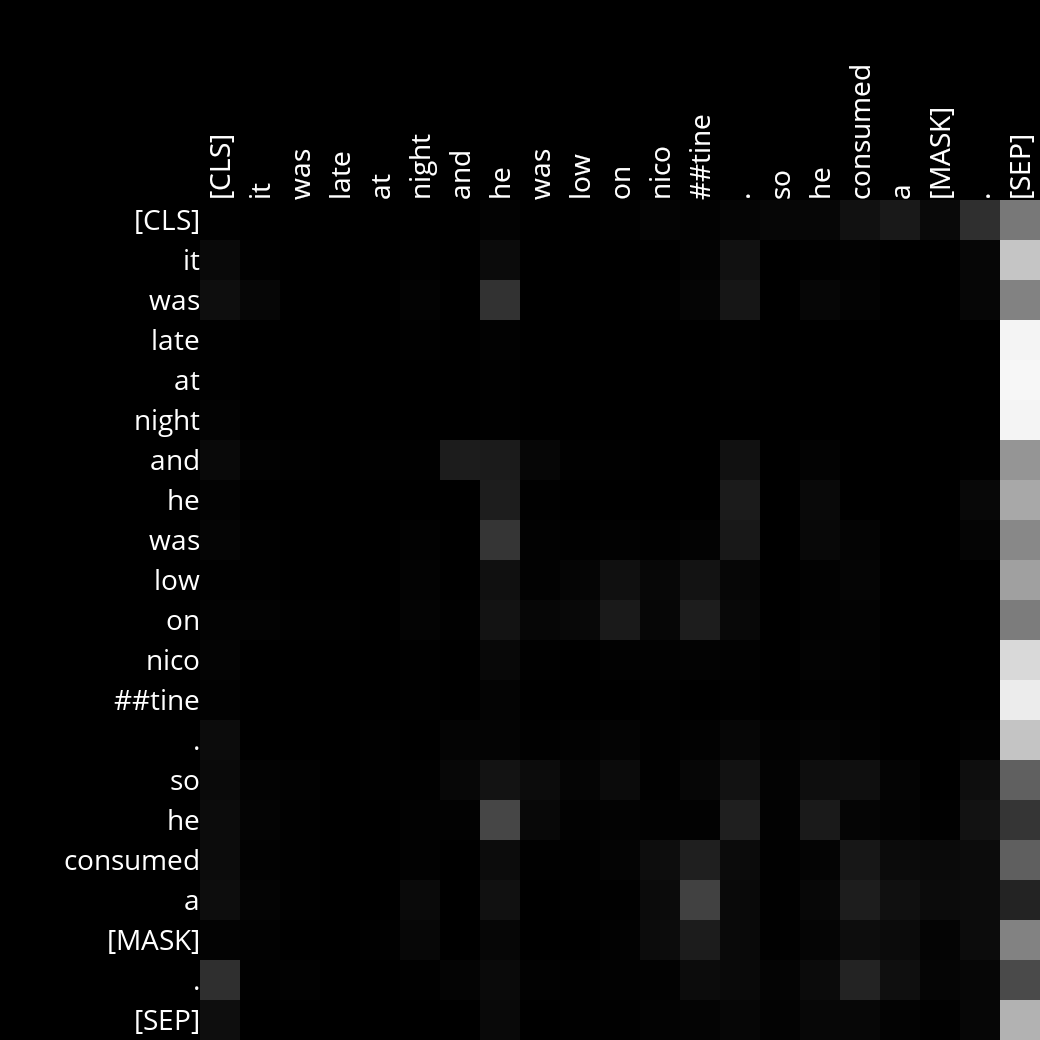 [CLS] it was late at night and he was low on nico ##tine . so he consumed a [MASK] . [SEP]
[CLS]
it
was
late
at
night
and
he
was
low
on
nico
##tine
.
so
he
consumed
a
[MASK]
.
[SEP]